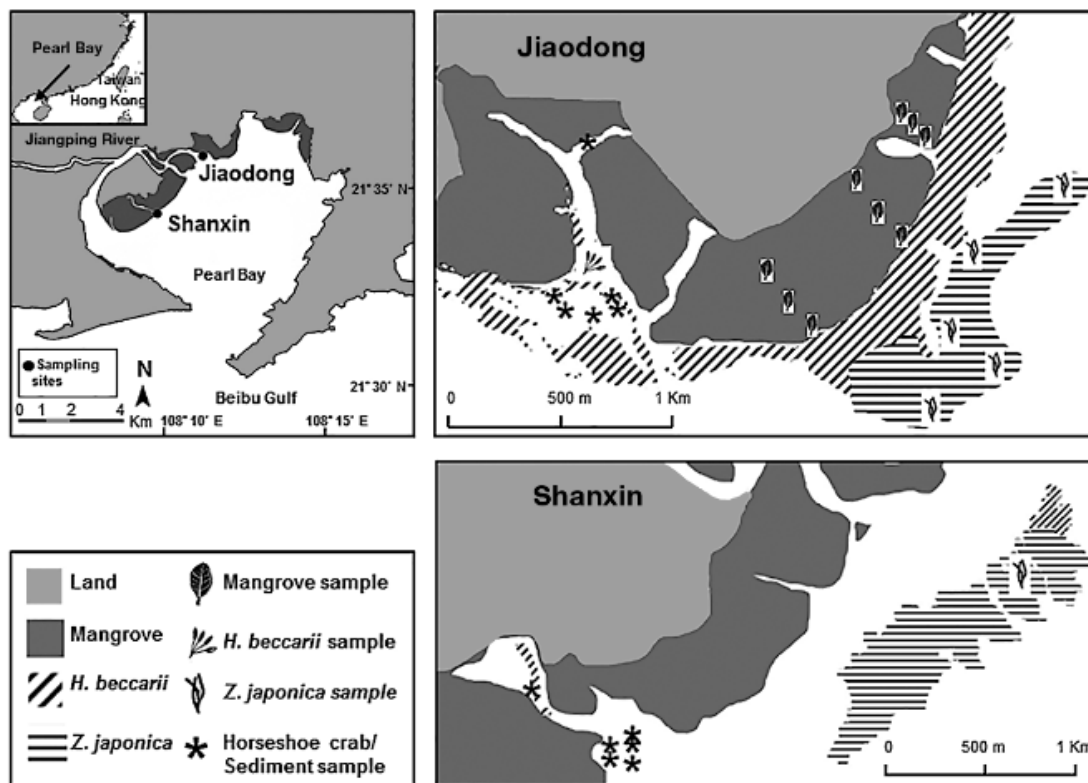 Pearl Bay
Taiwan
Hong Kong
Jiangping River
Jiaodong
21° 35' N
Shanxin
Pearl Bay
Sampling
sites
N
21° 30' N
Beibu Gulf
0 1 2 4
Km
108° 10' E
108° 15' E
Jiaodong
0 500 m 1 Km
Shanxin
0 500 m 1 Km
Land
Mangrove sample
Mangrove
H. beccarii sample
H. beccarii
Z. japonica sample
Z. japonica
Horseshoe crab/
Sediment sample